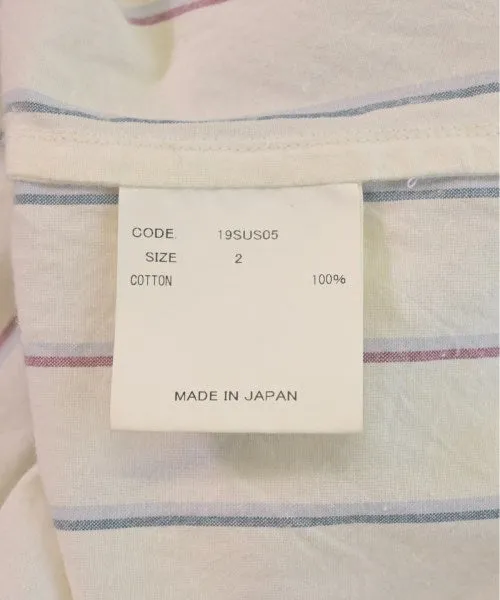 CODE. 19SUS05
SIZE 2
COTTON 100%
MADE IN JAPAN